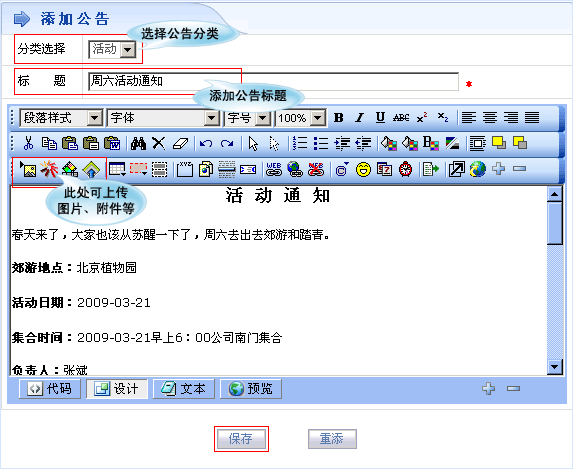 添加公告
选择公告分类
分类选择 活动
标 题 周六活动通知 *
添加公告标题
段落样式 字体 字号 100% B I U ABC x² x₂
WEB WEB
此处可上传
图片、附件等
活 动 通 知
春天来了，大家也该从苏醒一下了，周六去出去郊游和踏青。
郊游地点：北京植物园
活动日期：2009-03-21
集合时间：2009-03-21早上6：00公司南门集合
负责人：张斌
代码 设计 文本 预览
保存 重添